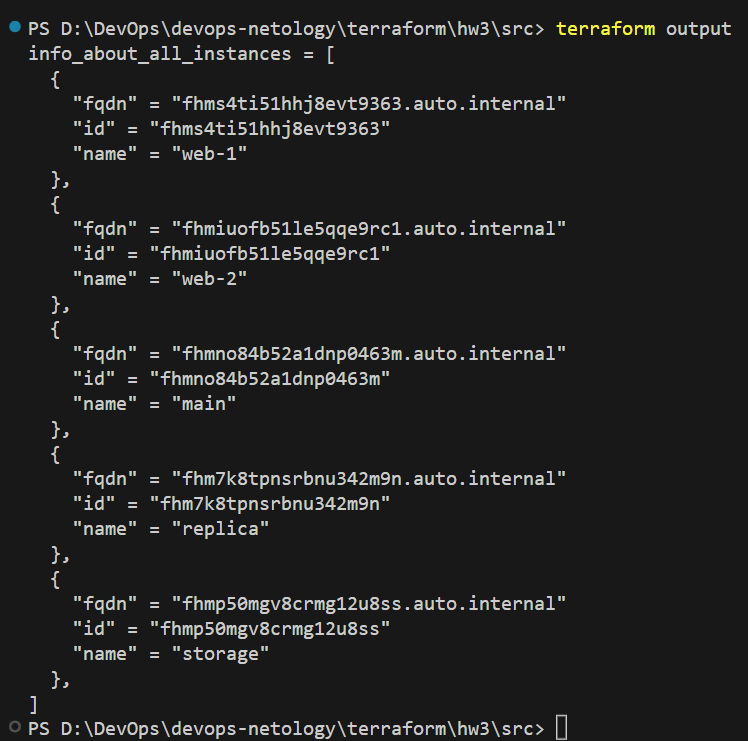 PS D:\DevOps\devops-netology\terraform\hw3\src> terraform output
info_about_all_instances = [
  {
    "fqdn" = "fhms4ti51hhj8evt9363.auto.internal"
    "id" = "fhms4ti51hhj8evt9363"
    "name" = "web-1"
  },
  {
    "fqdn" = "fhmiuofb51le5qqe9rc1.auto.internal"
    "id" = "fhmiuofb51le5qqe9rc1"
    "name" = "web-2"
  },
  {
    "fqdn" = "fhmno84b52a1dnp0463m.auto.internal"
    "id" = "fhmno84b52a1dnp0463m"
    "name" = "main"
  },
  {
    "fqdn" = "fhm7k8tpnsrbnu342m9n.auto.internal"
    "id" = "fhm7k8tpnsrbnu342m9n"
    "name" = "replica"
  },
  {
    "fqdn" = "fhmp50mgv8crmg12u8ss.auto.internal"
    "id" = "fhmp50mgv8crmg12u8ss"
    "name" = "storage"
  },
]
PS D:\DevOps\devops-netology\terraform\hw3\src>